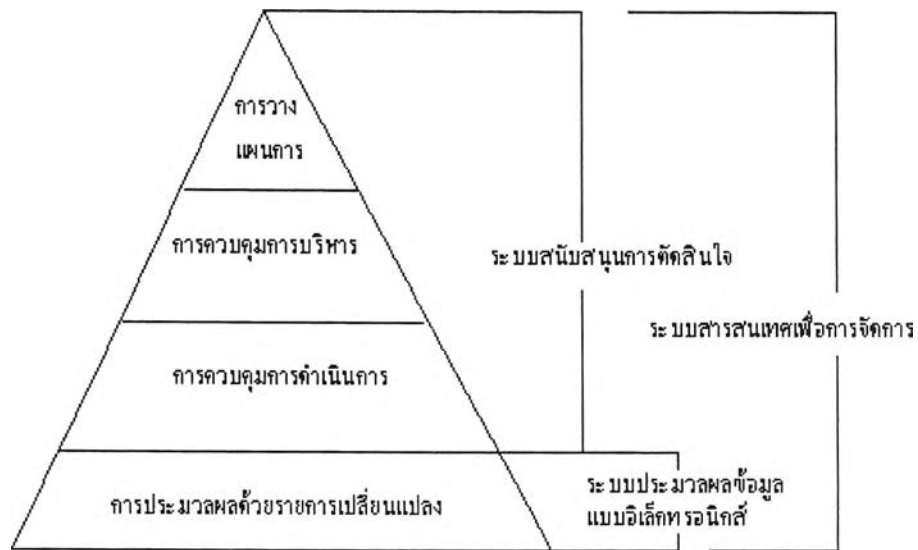 การวาง
แผนการ
การควบคุมการบริหาร
ระบบสนับสนุนการตัดสินใจ
ระบบสารสนเทศเพื่อการจัดการ
การควบคุมการดำเนินการ
การประมวลผลด้วยรายการเปลี่ยนแปลง
ระบบประมวลผลข้อมูล
แบบอิเล็กทรอนิกส์